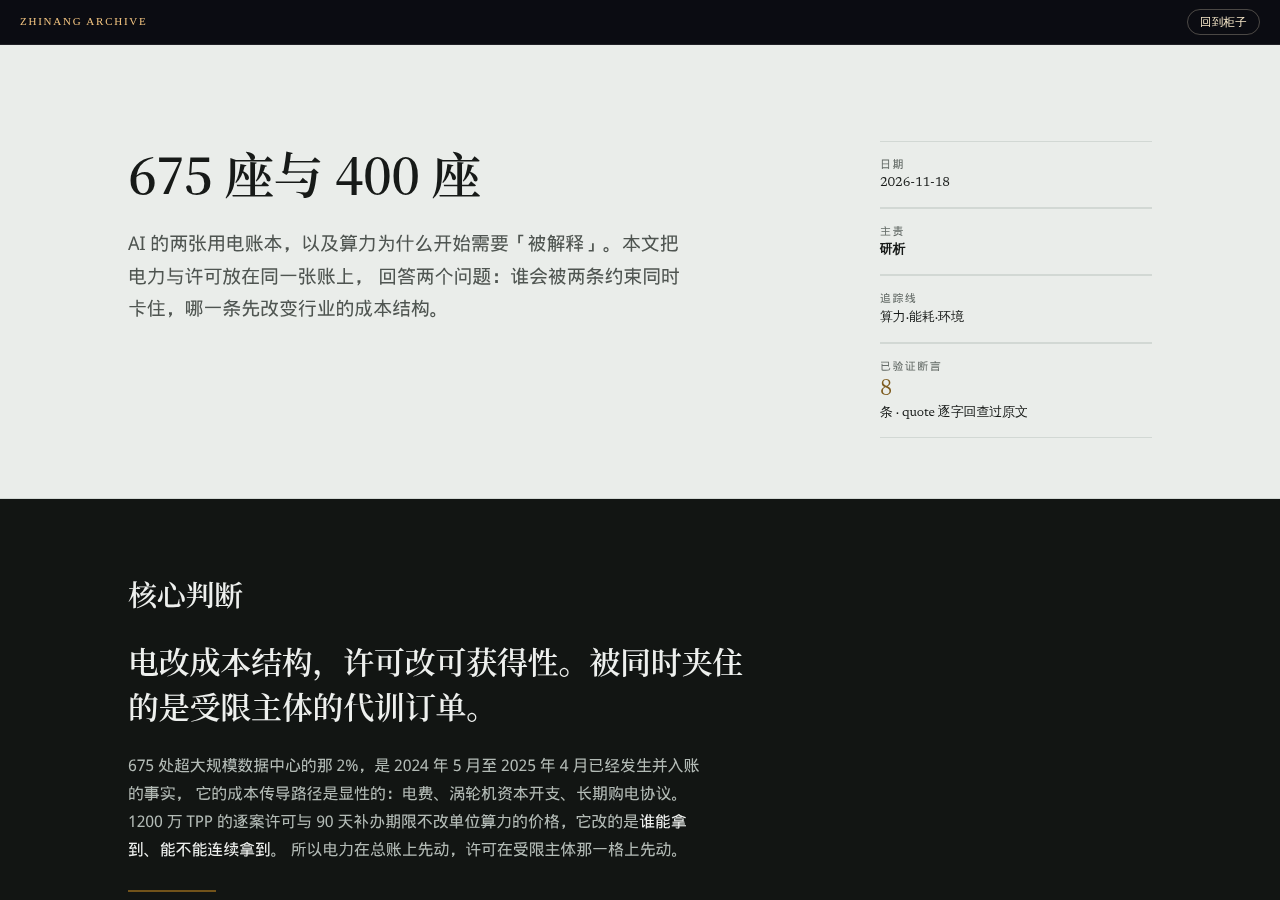 ZHINANG ARCHIVE
回到柜子
675 座与 400 座
AI 的两张用电账本，以及算力为什么开始需要「被解释」。本文把
电力与许可放在同一张账上， 回答两个问题：谁会被两条约束同时
卡住，哪一条先改变行业的成本结构。
日期
2026-11-18
主责
研析
追踪线
算力·能耗·环境
已验证断言
8
条 · quote 逐字回查过原文
核心判断
电改成本结构，许可改可获得性。被同时夹住
的是受限主体的代训订单。
675 处超大规模数据中心的那 2%，是 2024 年 5 月至 2025 年 4 月已经发生并入账
的事实， 它的成本传导路径是显性的：电费、涡轮机资本开支、长期购电协议。
1200 万 TPP 的逐案许可与 90 天补办期限不改单位算力的价格，它改的是谁能拿
到、能不能连续拿到。 所以电力在总账上先动，许可在受限主体那一格上先动。